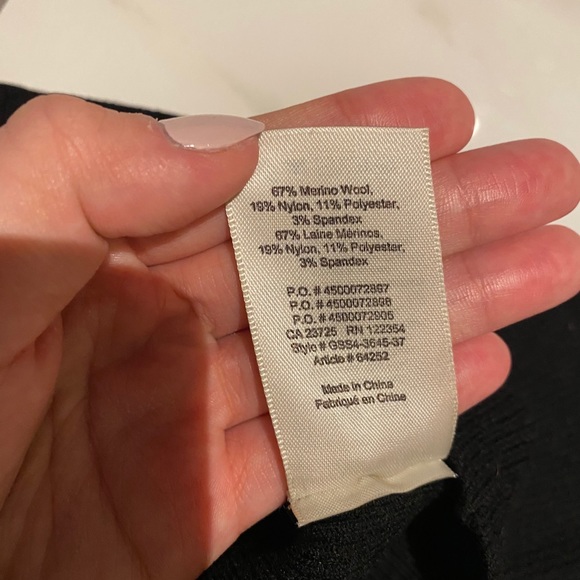 67% Merino Wool,
19% Nylon, 11% Polyester,
3% Spandex
67% Laine Mérinos,
19% Nylon, 11% Polyester,
3% Spandex
P.O. # 4500072897
P.O. # 4500072898
P.O. # 4500072905
CA 23725 RN 122354
Style # GSS4-3645-37
Article # 64252
Made in China
Fabriqué en Chine